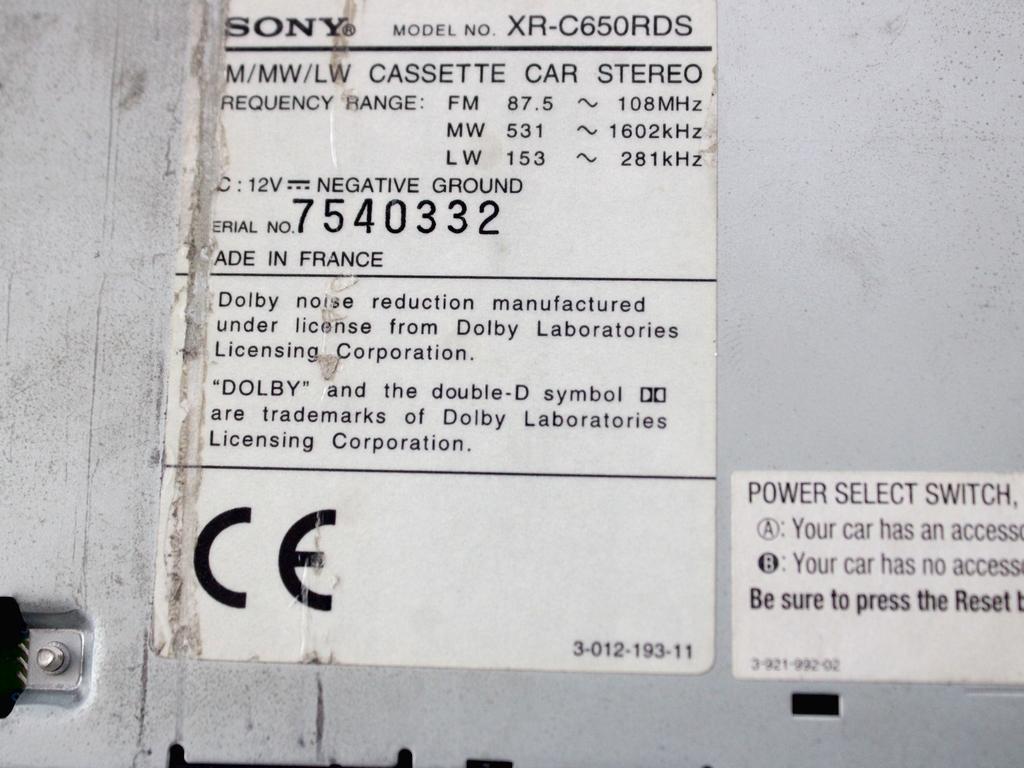 SONY® MODEL NO. XR-C650RDS
M/MW/LW CASSETTE CAR STEREO
REQUENCY RANGE: FM 87.5 ~ 108MHz
MW 531 ~ 1602kHz
LW 153 ~ 281kHz
C : 12V ⎓ NEGATIVE GROUND
ERIAL NO. 7540332
ADE IN FRANCE
Dolby noise reduction manufactured
under license from Dolby Laboratories
Licensing Corporation.
"DOLBY" and the double-D symbol
are trademarks of Dolby Laboratories
Licensing Corporation.
CE
3-012-193-11
POWER SELECT SWITCH,
Ⓐ: Your car has an accesso
🅑: Your car has no accesso
Be sure to press the Reset b
3-921-992-02